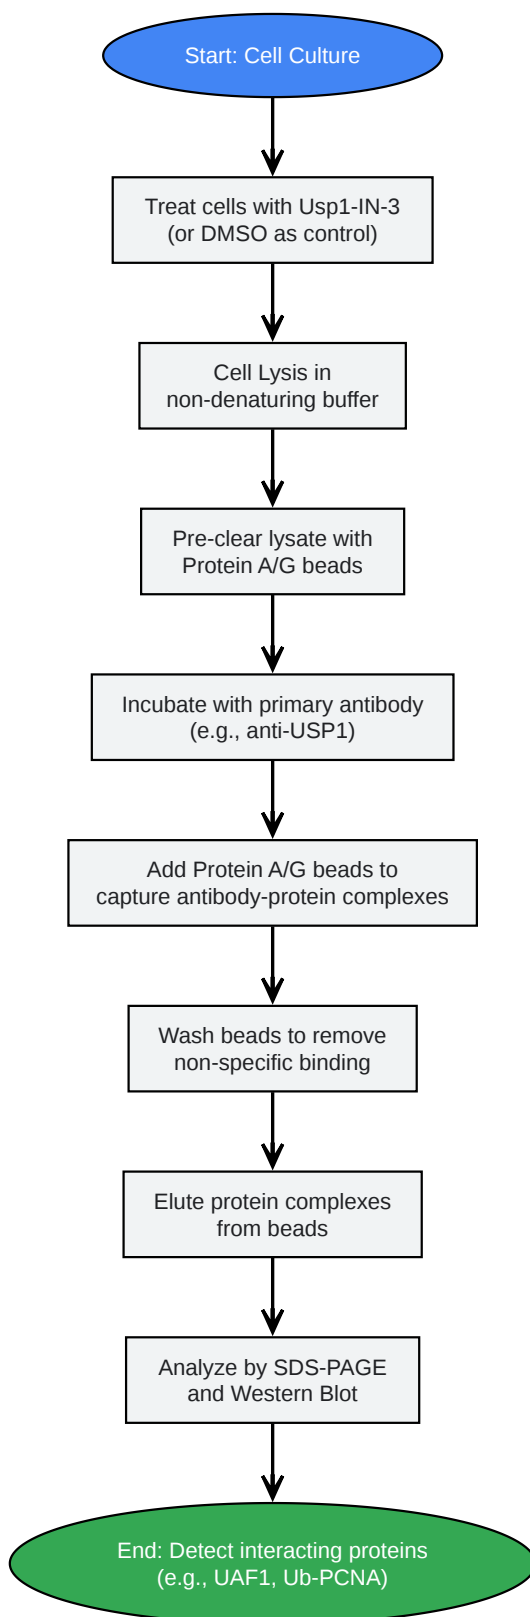 Start: Cell Culture
Treat cells with Usp1-IN-3
(or DMSO as control)
Cell Lysis in
non-denaturing buffer
Pre-clear lysate with
Protein A/G beads
Incubate with primary antibody
(e.g., anti-USP1)
Add Protein A/G beads to
capture antibody-protein complexes
Wash beads to remove
non-specific binding
Elute protein complexes
from beads
Analyze by SDS-PAGE
and Western Blot
End: Detect interacting proteins
(e.g., UAF1, Ub-PCNA)